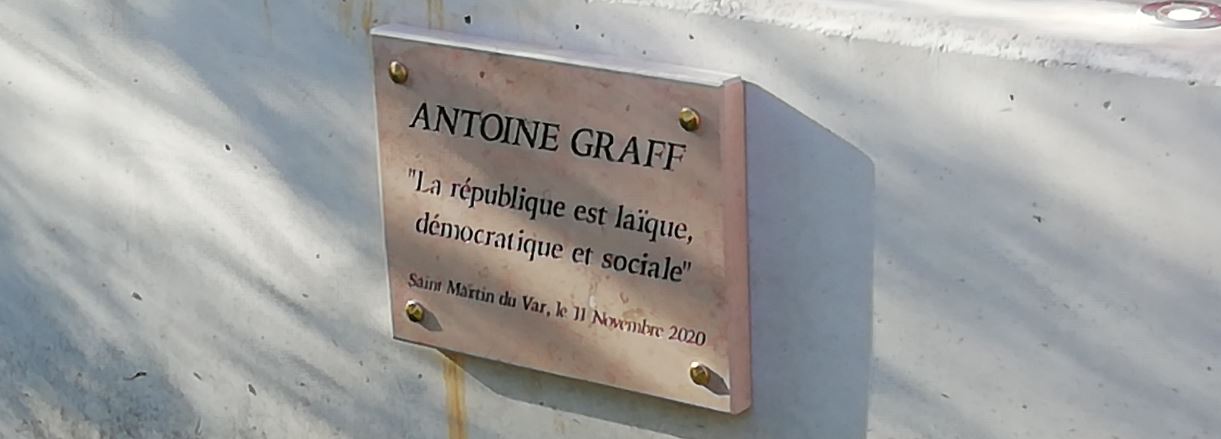 ANTOINE GRAFF
"La république est laïque,
démocratique et sociale"
Saint Martin du Var, le 11 Novembre 2020